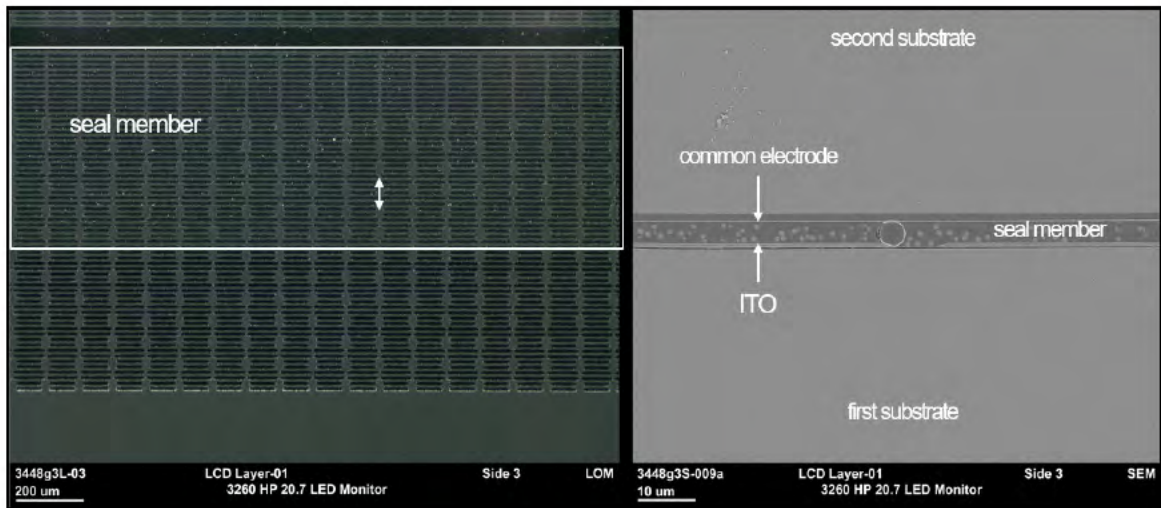 seal member
3448g3L-03 LCD Layer-01 Side 3 LOM
200 um 3260 HP 20.7 LED Monitor
second substrate
common electrode
seal member
ITO
first substrate
3448g3S-009a LCD Layer-01 Side 3 SEM
10 um 3260 HP 20.7 LED Monitor